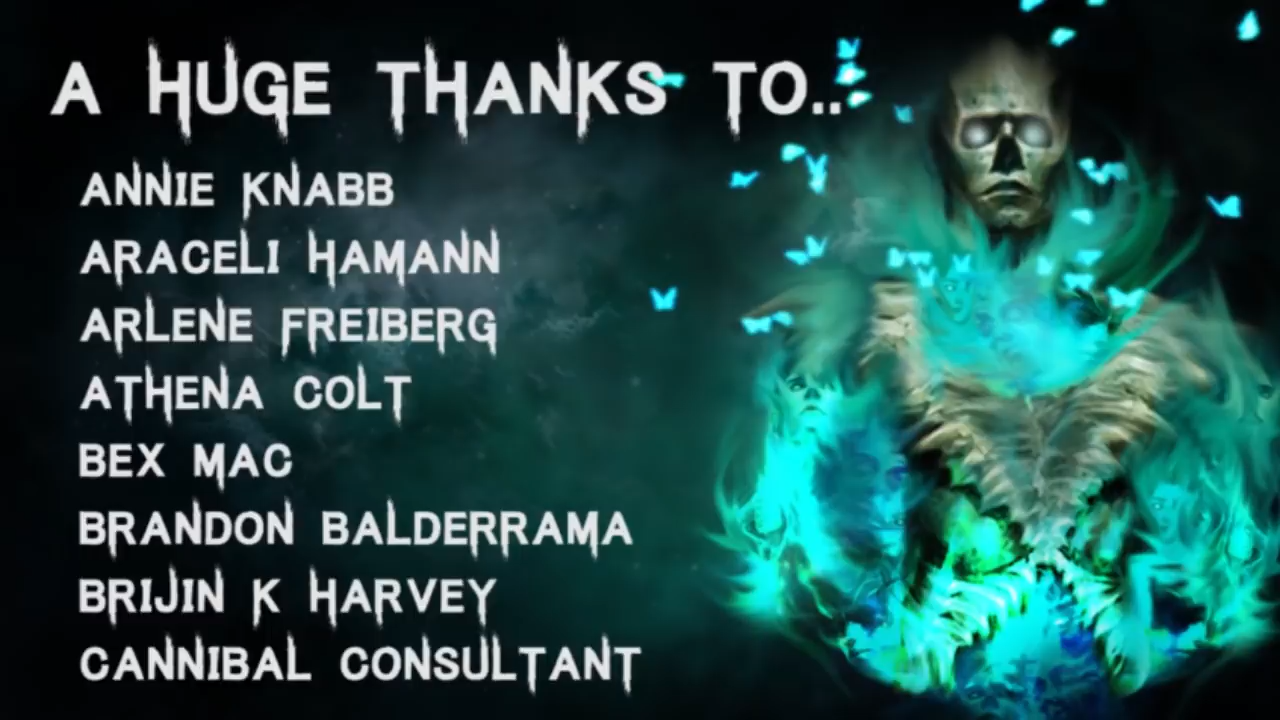 A HUGE THANKS TO..
ANNIE KNABB
ARACELI HAMANN
ARLENE FREIBERG
ATHENA COLT
BEX MAC
BRANDON BALDERRAMA
BRIJIN K HARVEY
CANNIBAL CONSULTANT